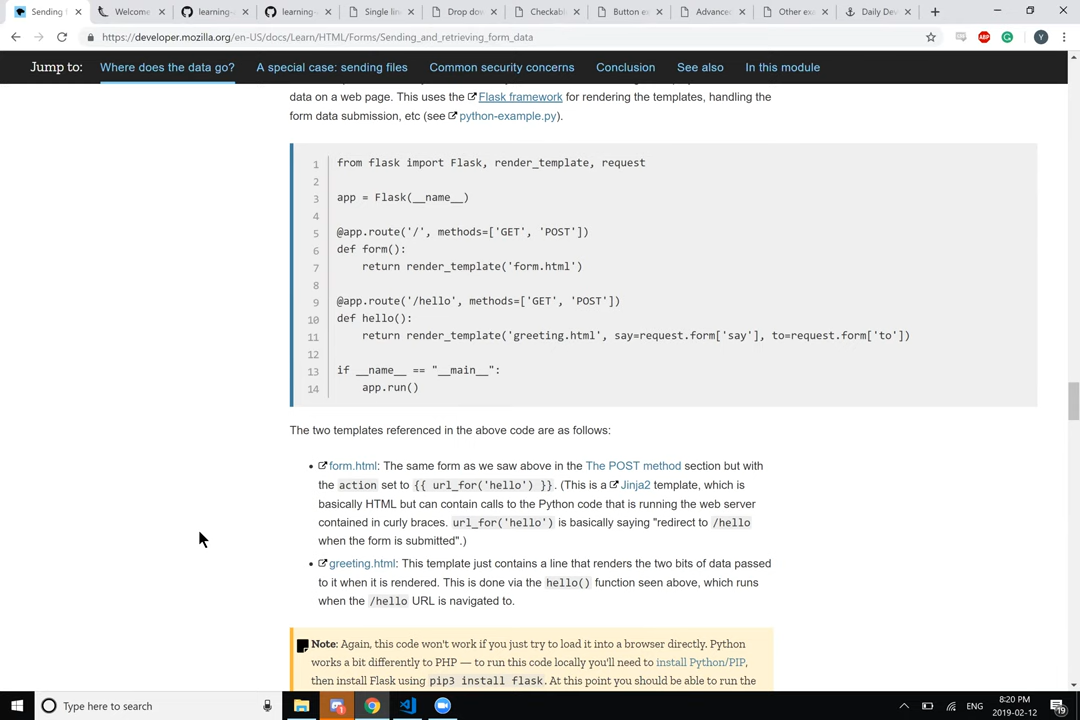 Sending f
Welcome
learning-
learning-
Single lin
Drop dow
Checkabl
Button ex
Advanced
Other exa
Daily Dev
https://developer.mozilla.org/en-US/docs/Learn/HTML/Forms/Sending_and_retrieving_form_data
ABP
Y
Jump to: Where does the data go? A special case: sending files Common security concerns Conclusion See also In this module
data on a web page. This uses the Flask framework for rendering the templates, handling the
form data submission, etc (see python-example.py).
1 from flask import Flask, render_template, request
2
3 app = Flask(__name__)
4
5 @app.route('/', methods=['GET', 'POST'])
6 def form():
7 return render_template('form.html')
8
9 @app.route('/hello', methods=['GET', 'POST'])
10 def hello():
11 return render_template('greeting.html', say=request.form['say'], to=request.form['to'])
12
13 if __name__ == "__main__":
14 app.run()
The two templates referenced in the above code are as follows:
• form.html: The same form as we saw above in the The POST method section but with
the action set to {{ url_for('hello') }}. (This is a Jinja2 template, which is
basically HTML but can contain calls to the Python code that is running the web server
contained in curly braces. url_for('hello') is basically saying "redirect to /hello
when the form is submitted".)
• greeting.html: This template just contains a line that renders the two bits of data passed
to it when it is rendered. This is done via the hello() function seen above, which runs
when the /hello URL is navigated to.
Note: Again, this code won't work if you just try to load it into a browser directly. Python
works a bit differently to PHP — to run this code locally you'll need to install Python/PIP,
then install Flask using pip3 install flask. At this point you should be able to run the
Type here to search
ENG
8:20 PM
2019-02-12
19